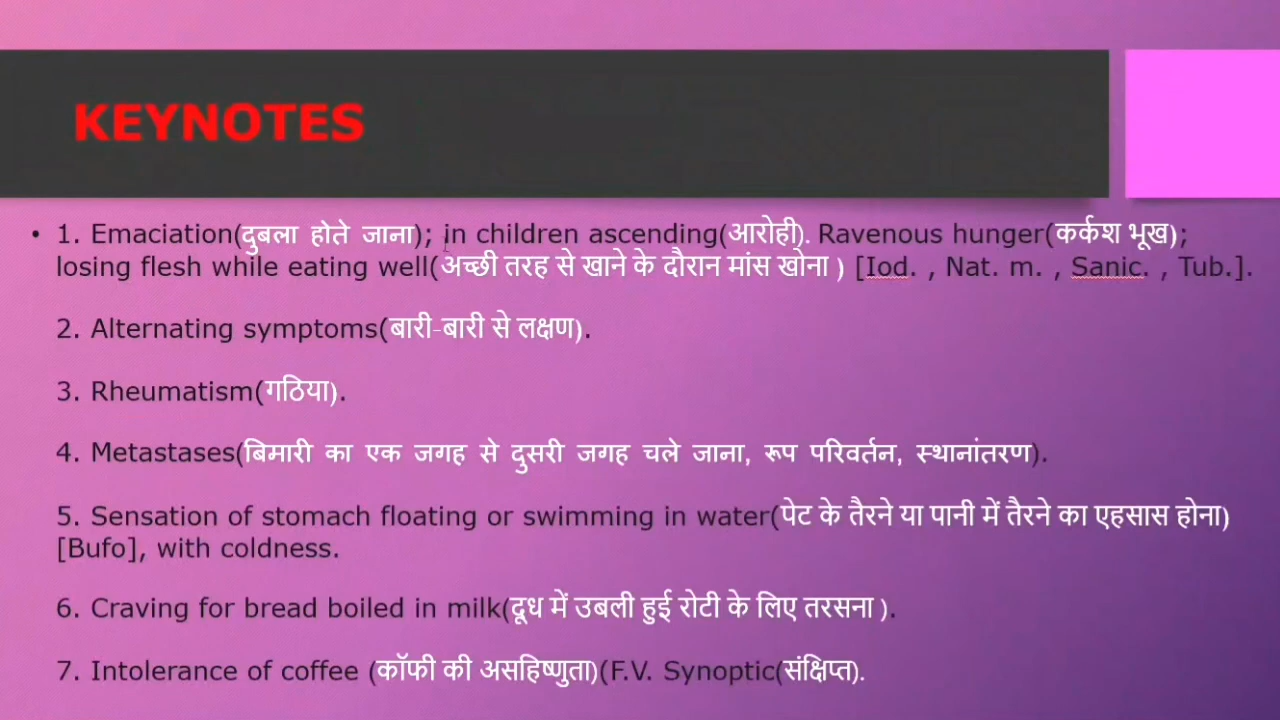 KEYNOTES
• 1. Emaciation(दुबला होते जाना); in children ascending(आरोही). Ravenous hunger(कर्कश भूख);
losing flesh while eating well(अच्छी तरह से खाने के दौरान मांस खोना ) [Iod. , Nat. m. , Sanic. , Tub.].
2. Alternating symptoms(बारी-बारी से लक्षण).
3. Rheumatism(गठिया).
4. Metastases(बिमारी का एक जगह से दुसरी जगह चले जाना, रूप परिवर्तन, स्थानांतरण).
5. Sensation of stomach floating or swimming in water(पेट के तैरने या पानी में तैरने का एहसास होना)
[Bufo], with coldness.
6. Craving for bread boiled in milk(दूध में उबली हुई रोटी के लिए तरसना ).
7. Intolerance of coffee (कॉफी की असहिष्णुता)(F.V. Synoptic(संक्षिप्त).